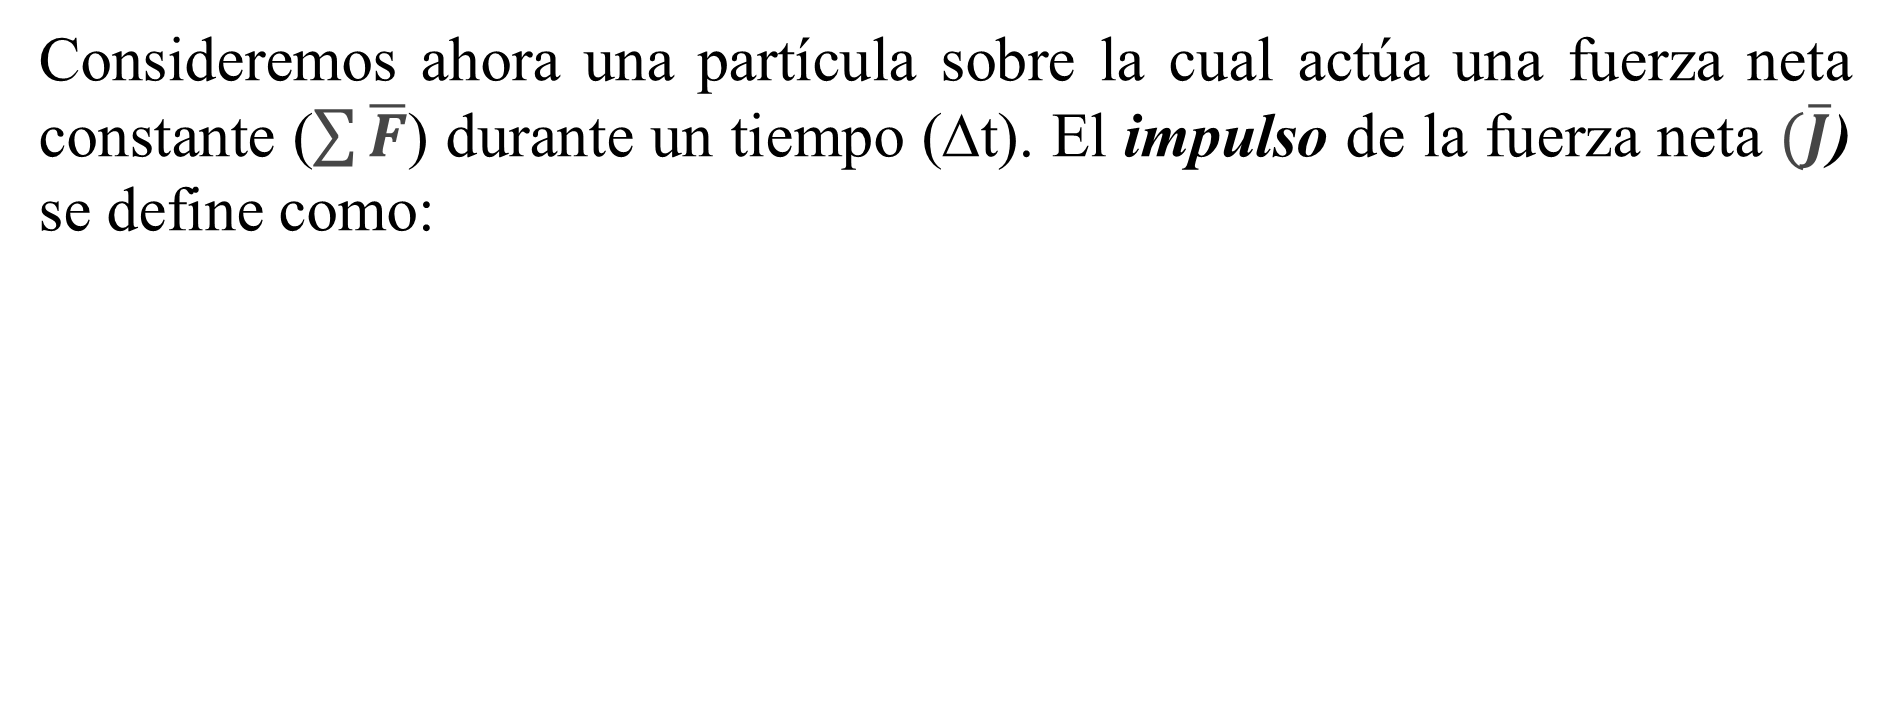 Consideremos ahora una partícula sobre la cual actúa una fuerza neta
constante (∑ F̅) durante un tiempo (Δt). El impulso de la fuerza neta (J̅)
se define como: